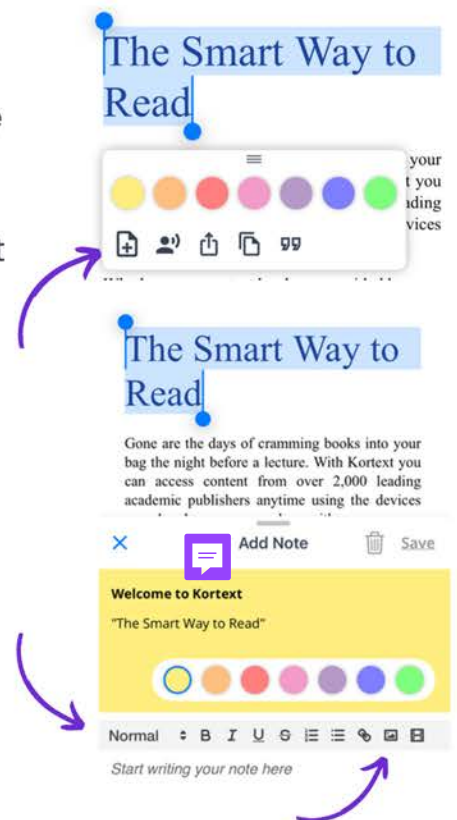 The Smart Way to
Read
your
t you
ading
vices
The Smart Way to
Read
Gone are the days of cramming books into your
bag the night before a lecture. With Kortext you
can access content from over 2,000 leading
academic publishers anytime using the devices
Add Note Save
Welcome to Kortext
"The Smart Way to Read"
Normal B I U S
Start writing your note here